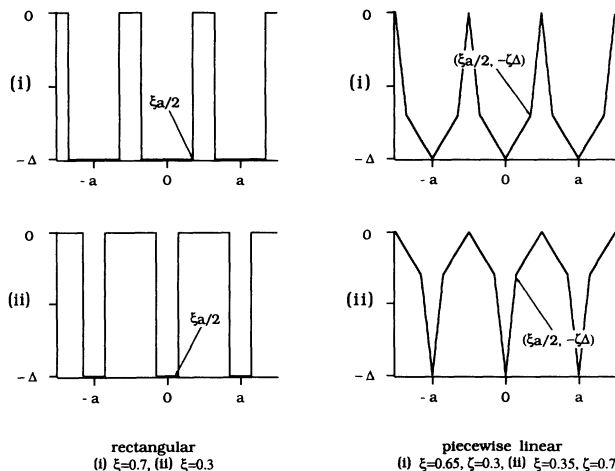 0
(i)
ξa/2
-Δ
- a
0
a
0
(ii)
ξa/2
-Δ
- a
0
a
rectangular
(i) ξ=0.7, (ii) ξ=0.3
0
(i)
(ξa/2, -ζΔ)
-Δ
- a
0
a
0
(ii)
(ξa/2, -ζΔ)
-Δ
- a
0
a
piecewise linear
(i) ξ=0.65, ζ=0.3, (ii) ξ=0.35, ζ=0.7